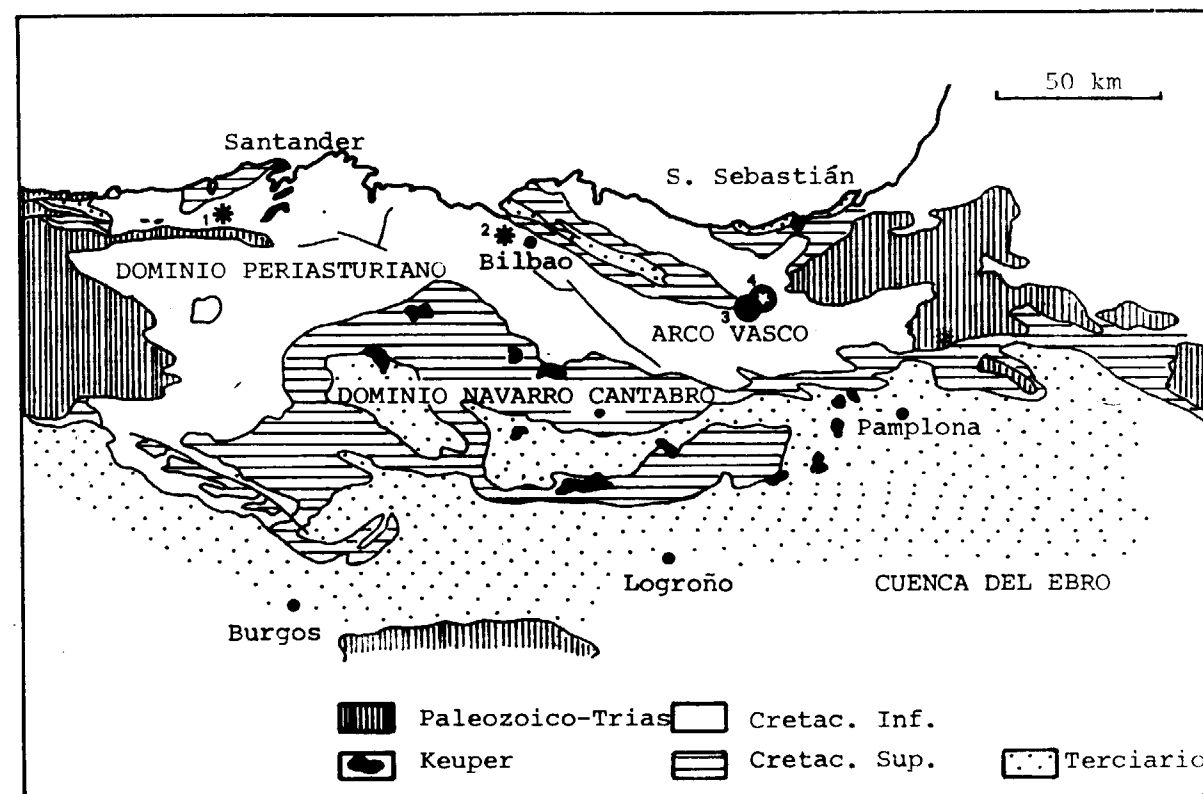 50 km
Santander
S. Sebastián
1
2
Bilbao
DOMINIO PERIASTURIANO
4
3
ARCO VASCO
DOMINIO NAVARRO CANTABRO
Pamplona
Logroño
CUENCA DEL EBRO
Burgos
Paleozoico-Trias
Cretac. Inf.
Keuper
Cretac. Sup.
Terciario